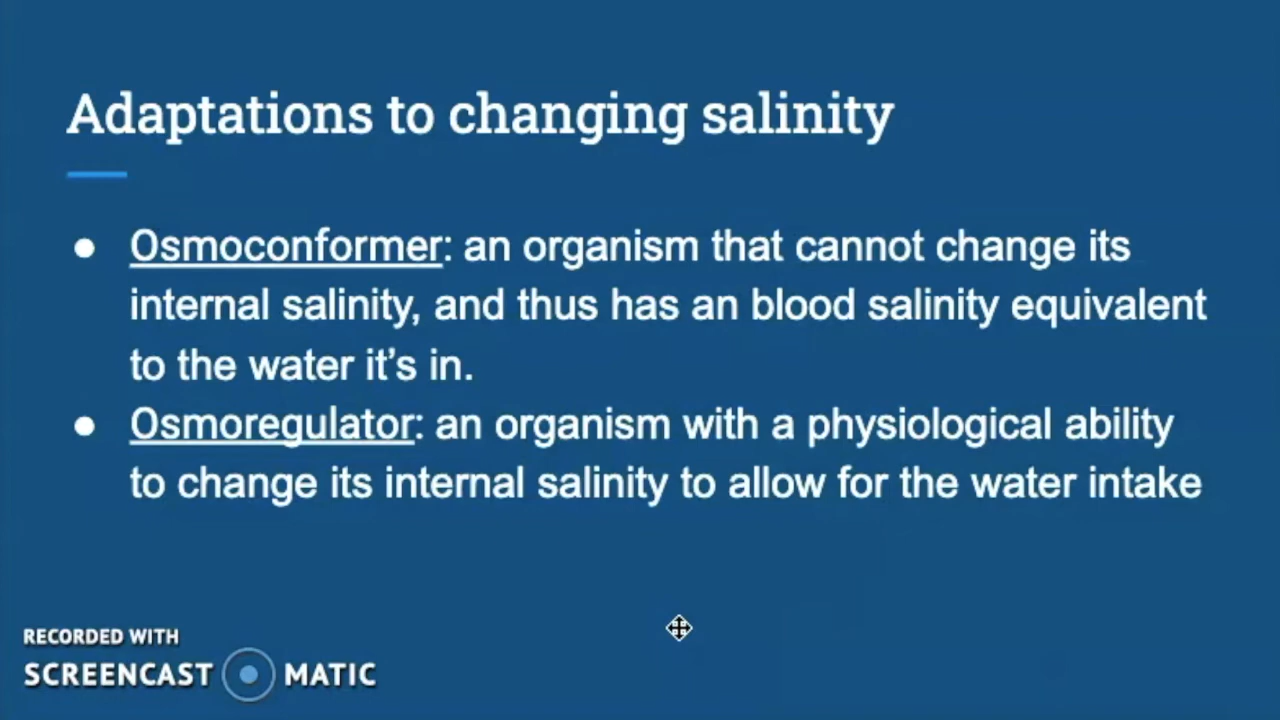 Adaptations to changing salinity
● Osmoconformer: an organism that cannot change its
internal salinity, and thus has an blood salinity equivalent
to the water it’s in.
● Osmoregulator: an organism with a physiological ability
to change its internal salinity to allow for the water intake
RECORDED WITH
SCREENCAST MATIC